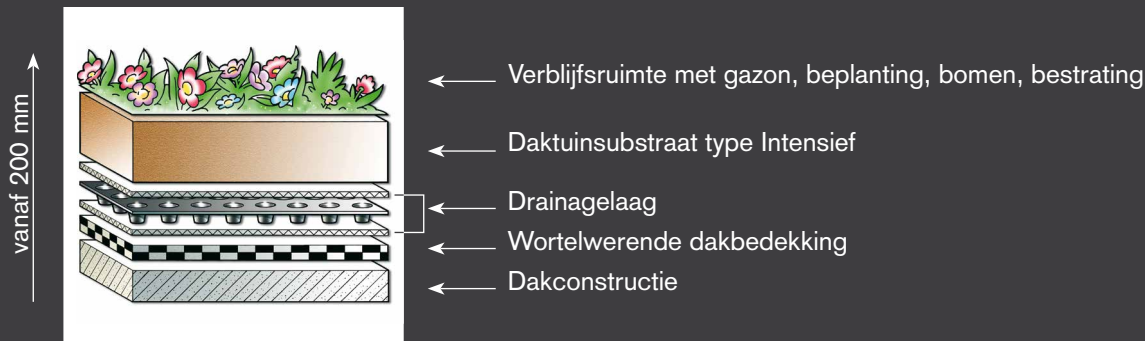 vanaf 200 mm
Verblijfsruimte met gazon, beplanting, bomen, bestrating
Daktuinsubstraat type Intensief
Drainagelaag
Wortelwerende dakbedekking
Dakconstructie